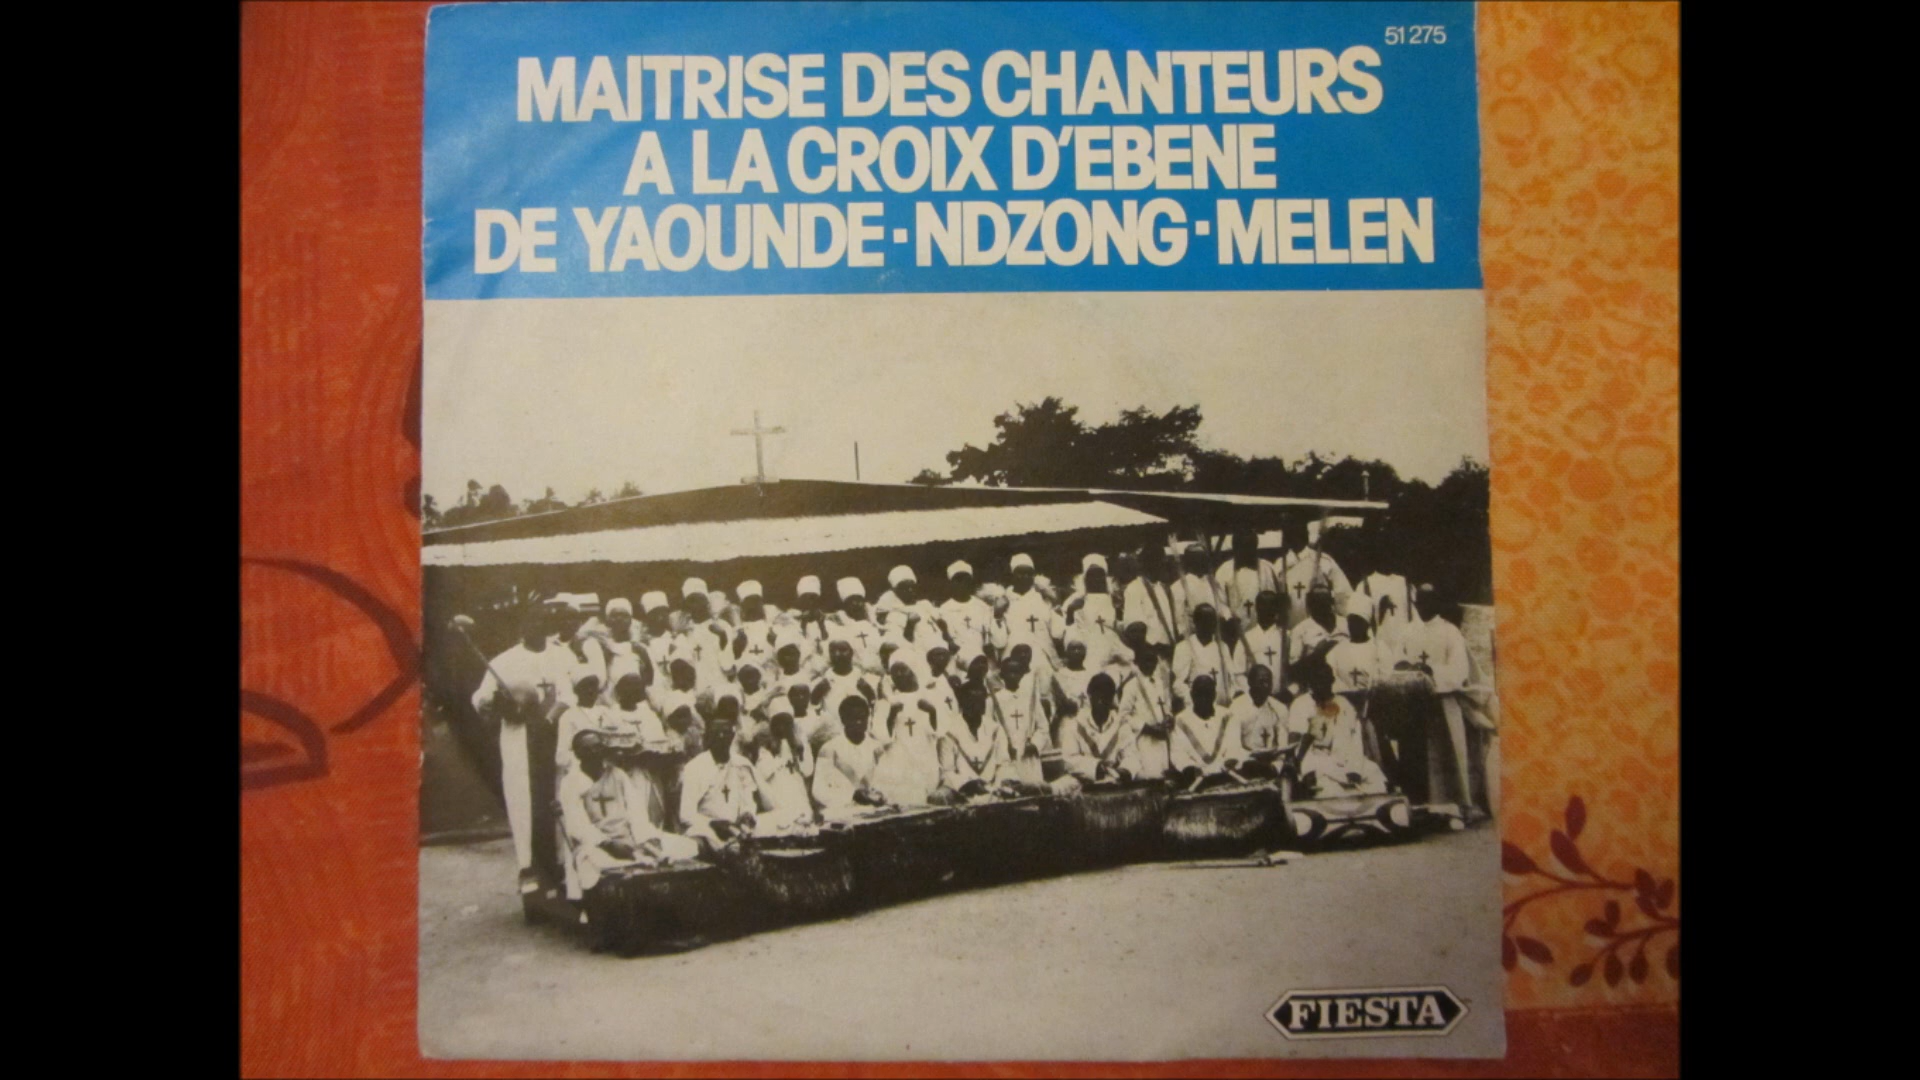 51 275
MAITRISE DES CHANTEURS
A LA CROIX D'EBENE
DE YAOUNDE · NDZONG · MELEN
FIESTA